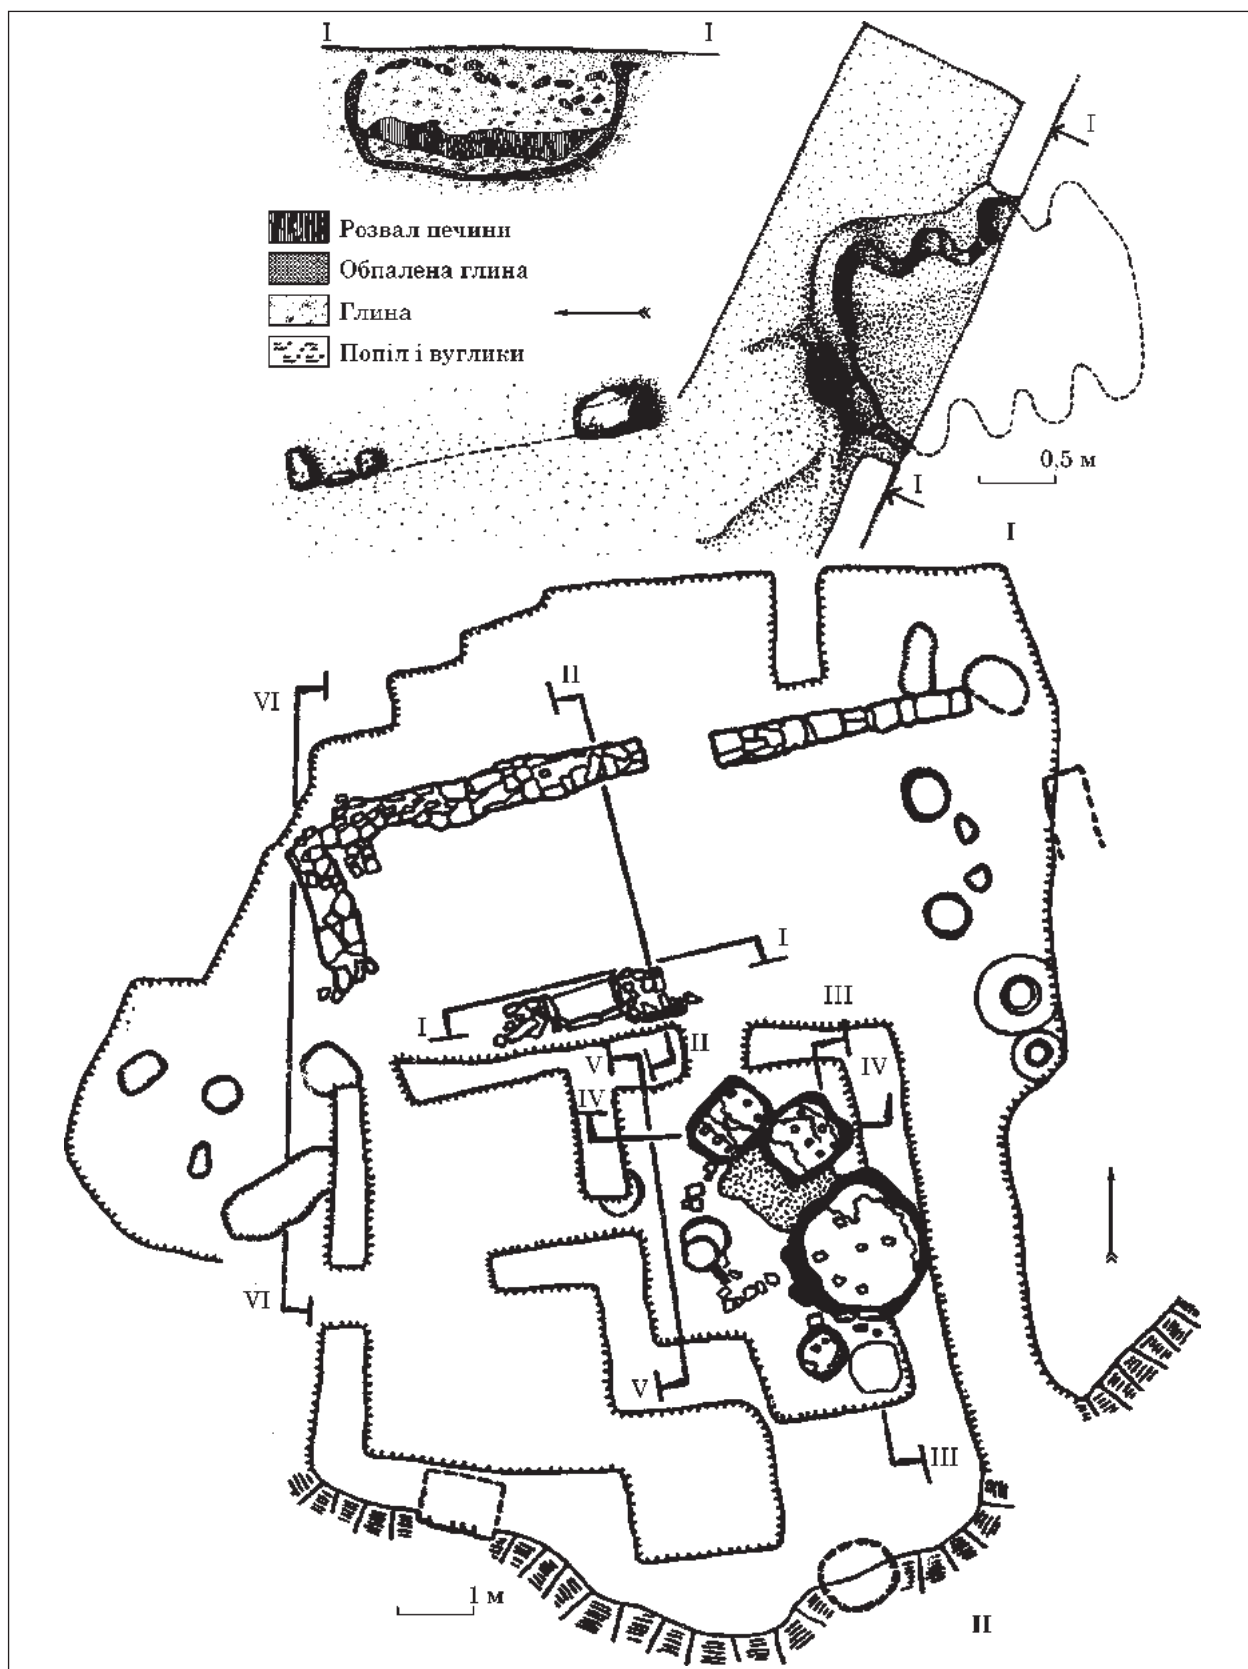 I I
I
Розвал печини
Обпалена глина
Глина
Попіл і вуглики
0,5 м
I
I
II
VI
I
III
I
II
V
IV
IV
VI
V
III
1 м
II